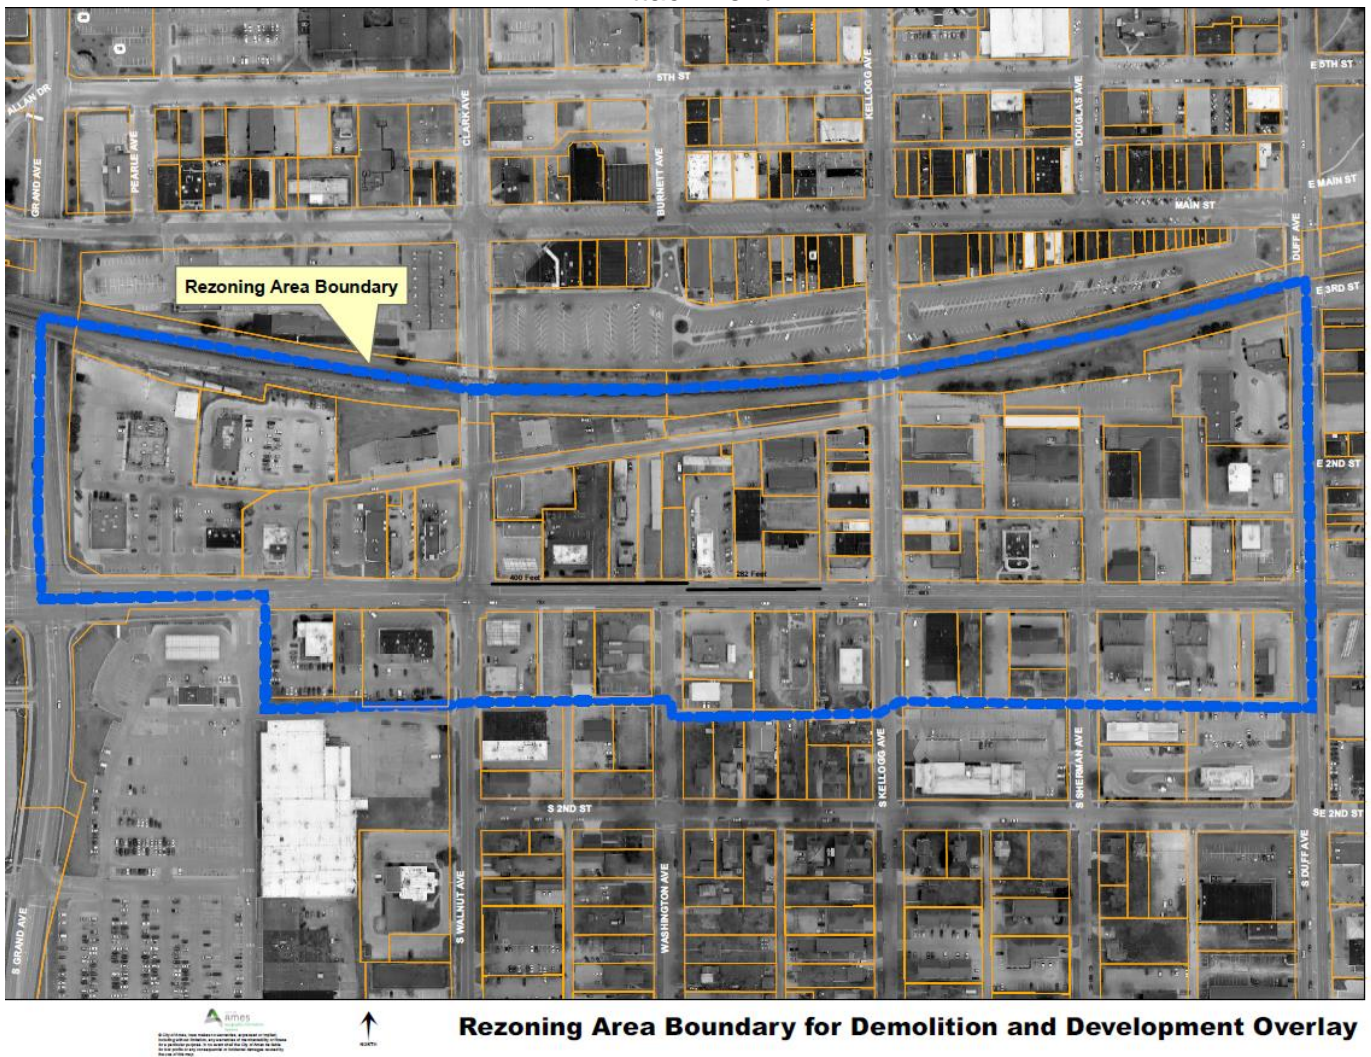 5TH ST
E 5TH ST
ALLAN DR
KELLOGG AVE
CLARK AVE
DOUGLAS AVE
PEARLE AVE
GRAND AVE
BURNETT AVE
E MAIN ST
MAIN ST
DUFF AVE
Rezoning Area Boundary
E 3RD ST
E 2ND ST
400 Feet
282 Feet
S KELLOGG AVE
S SHERMAN AVE
S 2ND ST
SE 2ND ST
S DUFF AVE
S WALNUT AVE
WASHINGTON AVE
S GRAND AVE
Ames
NORTH
Rezoning Area Boundary for Demolition and Development Overlay